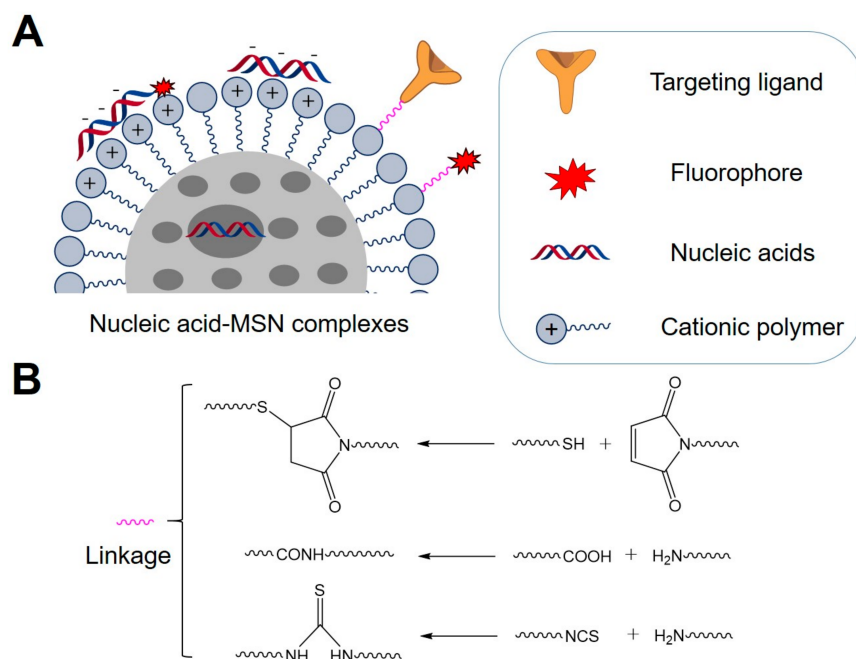 A
Targeting ligand
Fluorophore
Nucleic acids
+ Cationic polymer
− − − − − −
+ + + + + + +
Nucleic acid-MSN complexes
B
O
S
N
O
SH + N
O
O
Linkage
CONH
COOH + H₂N
S
NH HN
NCS + H₂N